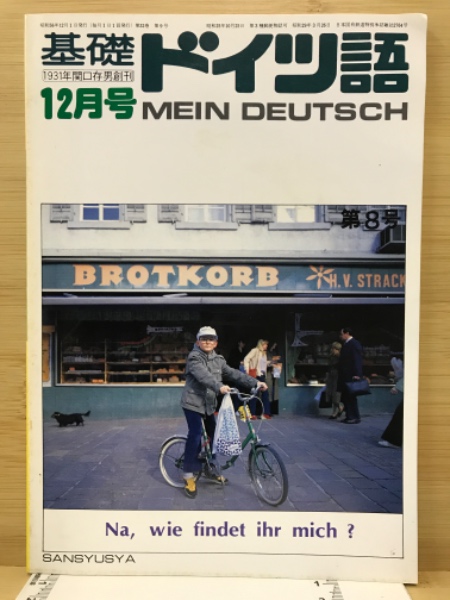 基礎
ドイツ語
1931年関口存男創刊
12月号
MEIN DEUTSCH
第8号
BROTKORB
H. V. STRACK
Na, wie findet ihr mich ?
SANSYUSYA